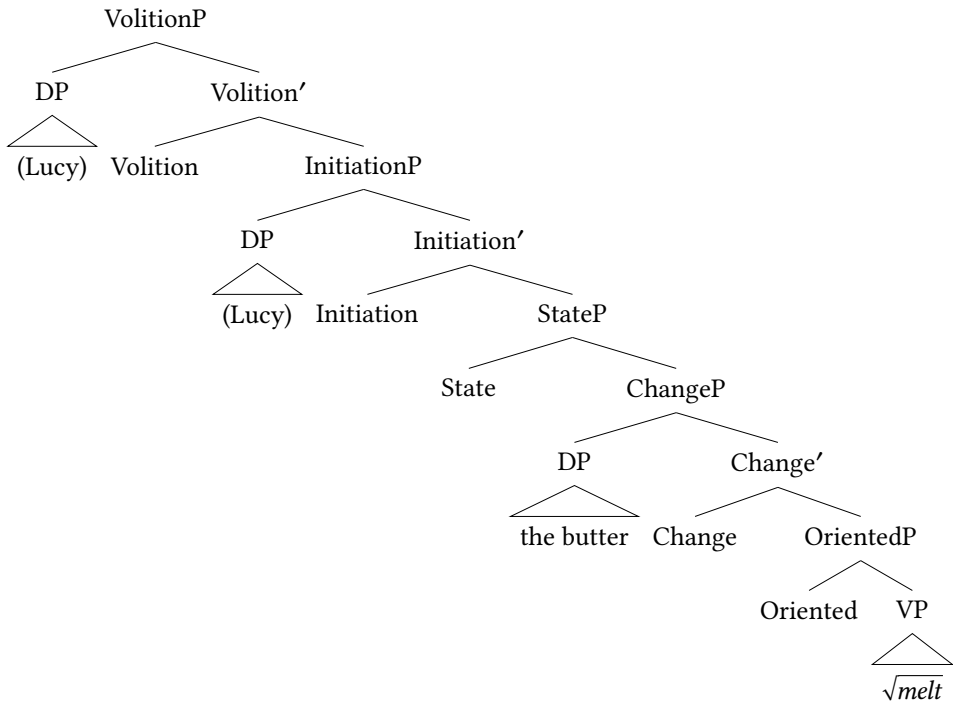 VolitionP
DP Volition′
(Lucy) Volition InitiationP
DP Initiation′
(Lucy) Initiation StateP
State ChangeP
DP Change′
the butter Change OrientedP
Oriented VP
√melt